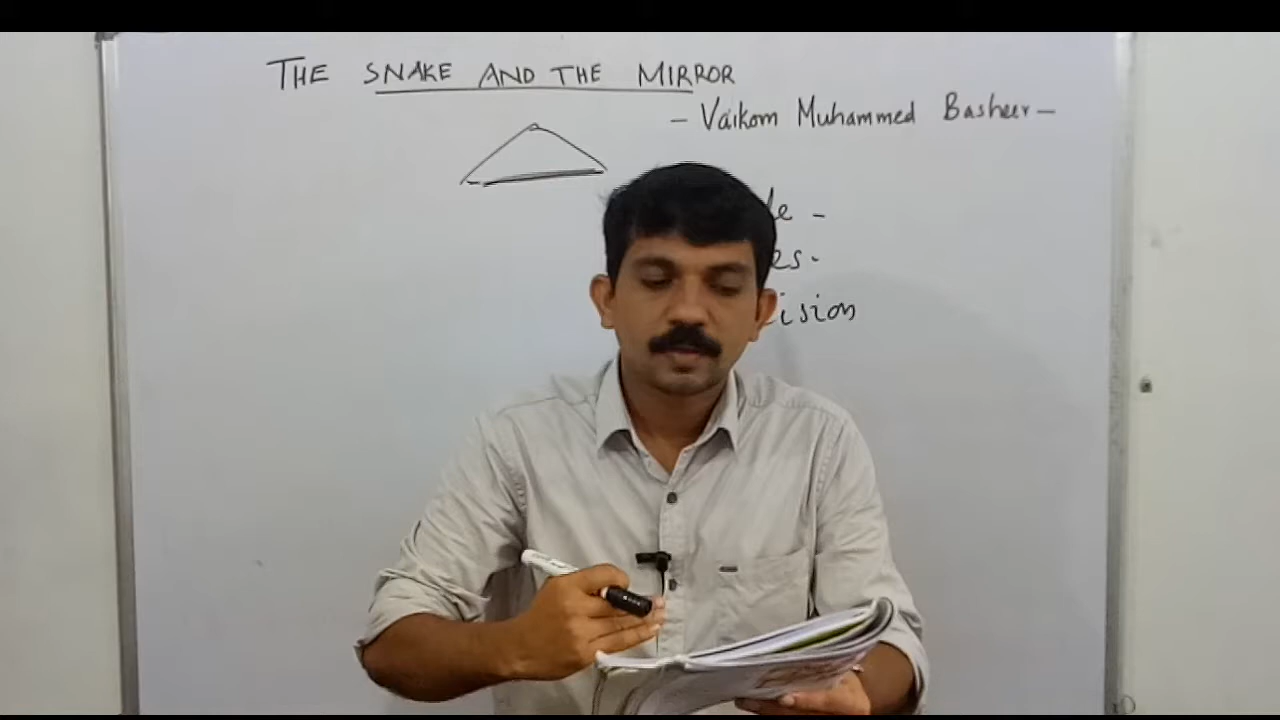 THE SNAKE AND THE MIRROR
- Vaikom Muhammed Basheer -